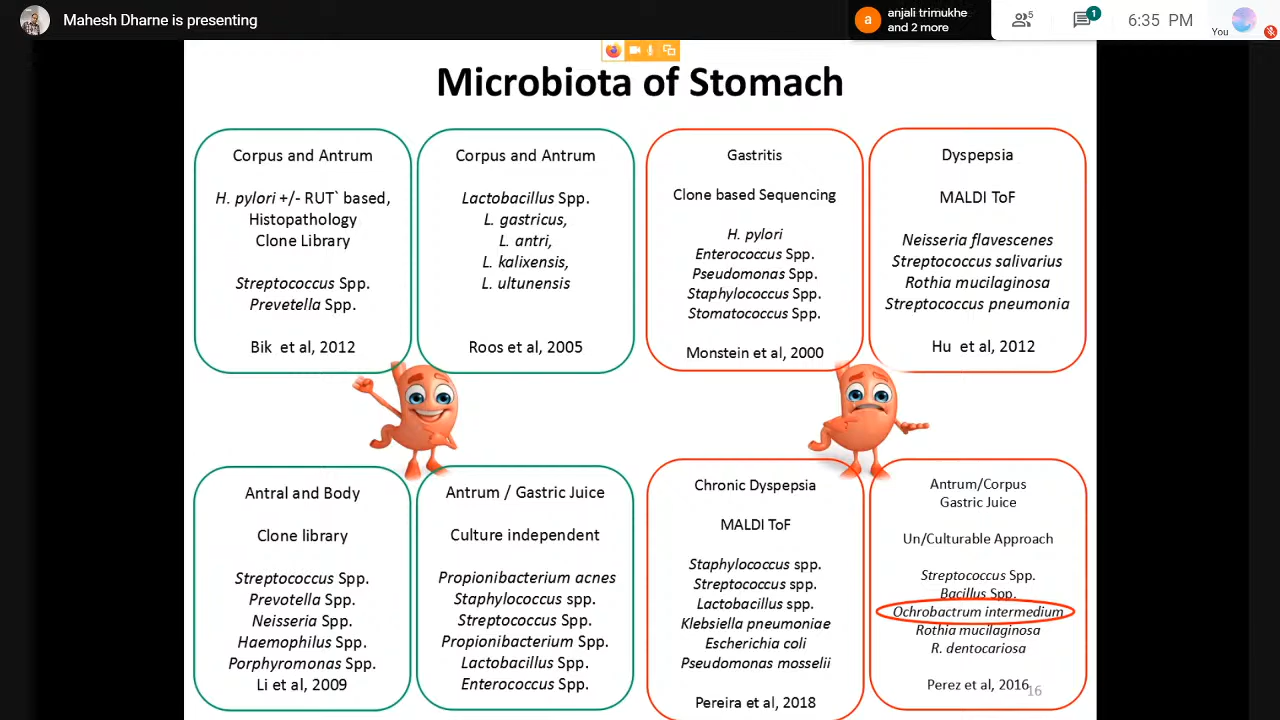 Mahesh Dharne is presenting
anjali trimukhe
and 2 more
5
1
6:35 PM
You
Microbiota of Stomach
Corpus and Antrum
H. pylori +/- RUT` based,
Histopathology
Clone Library
Streptococcus Spp.
Prevetella Spp.
Bik et al, 2012
Corpus and Antrum
Lactobacillus Spp.
L. gastricus,
L. antri,
L. kalixensis,
L. ultunensis
Roos et al, 2005
Gastritis
Clone based Sequencing
H. pylori
Enterococcus Spp.
Pseudomonas Spp.
Staphylococcus Spp.
Stomatococcus Spp.
Monstein et al, 2000
Dyspepsia
MALDI ToF
Neisseria flavescenes
Streptococcus salivarius
Rothia mucilaginosa
Streptococcus pneumonia
Hu et al, 2012
Antral and Body
Clone library
Streptococcus Spp.
Prevotella Spp.
Neisseria Spp.
Haemophilus Spp.
Porphyromonas Spp.
Li et al, 2009
Antrum / Gastric Juice
Culture independent
Propionibacterium acnes
Staphylococcus spp.
Streptococcus Spp.
Propionibacterium Spp.
Lactobacillus Spp.
Enterococcus Spp.
Chronic Dyspepsia
MALDI ToF
Staphylococcus spp.
Streptococcus spp.
Lactobacillus spp.
Klebsiella pneumoniae
Escherichia coli
Pseudomonas mosselii
Pereira et al, 2018
Antrum/Corpus
Gastric Juice
Un/Culturable Approach
Streptococcus Spp.
Bacillus Spp.
Ochrobactrum intermedium
Rothia mucilaginosa
R. dentocariosa
Perez et al, 2016
16